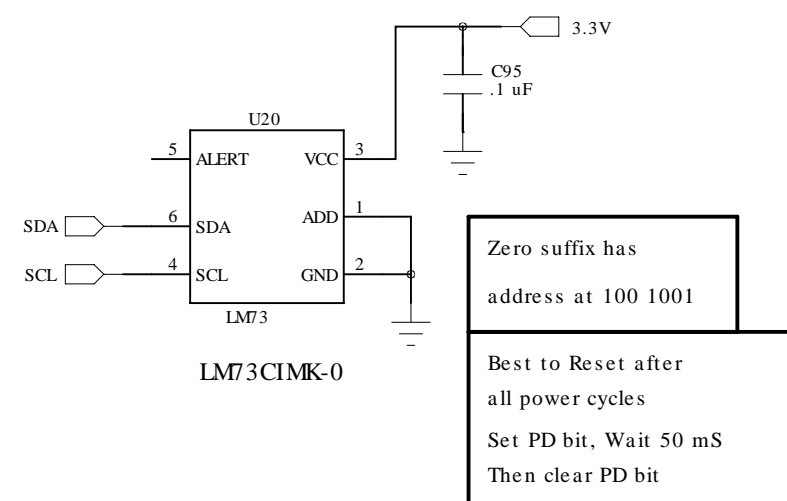 3.3V
C95
.1 uF
U20
5 ALERT VCC 3
SDA 6 SDA ADD 1
SCL 4 SCL GND 2
LM73
LM73CIMK-0
Zero suffix has
address at 100 1001
Best to Reset after
all power cycles
Set PD bit, Wait 50 mS
Then clear PD bit